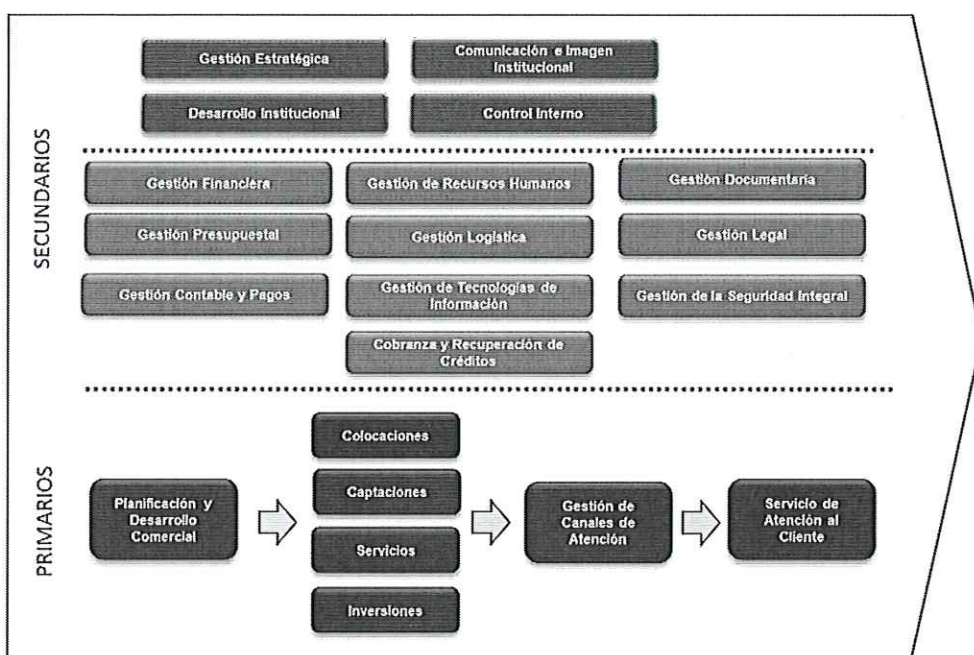 SECUNDARIOS
Gestión Estratégica
Comunicación e Imagen
Institucional
Desarrollo Institucional
Control Interno
Gestión Financiera
Gestión de Recursos Humanos
Gestión Documentaria
Gestión Presupuestal
Gestión Logística
Gestión Legal
Gestión Contable y Pagos
Gestión de Tecnologías de
Información
Gestión de la Seguridad Integral
Cobranza y Recuperación de
Créditos
PRIMARIOS
Planificación y
Desarrollo
Comercial
Colocaciones
Captaciones
Servicios
Inversiones
Gestión de
Canales de
Atención
Servicio de
Atención al
Cliente